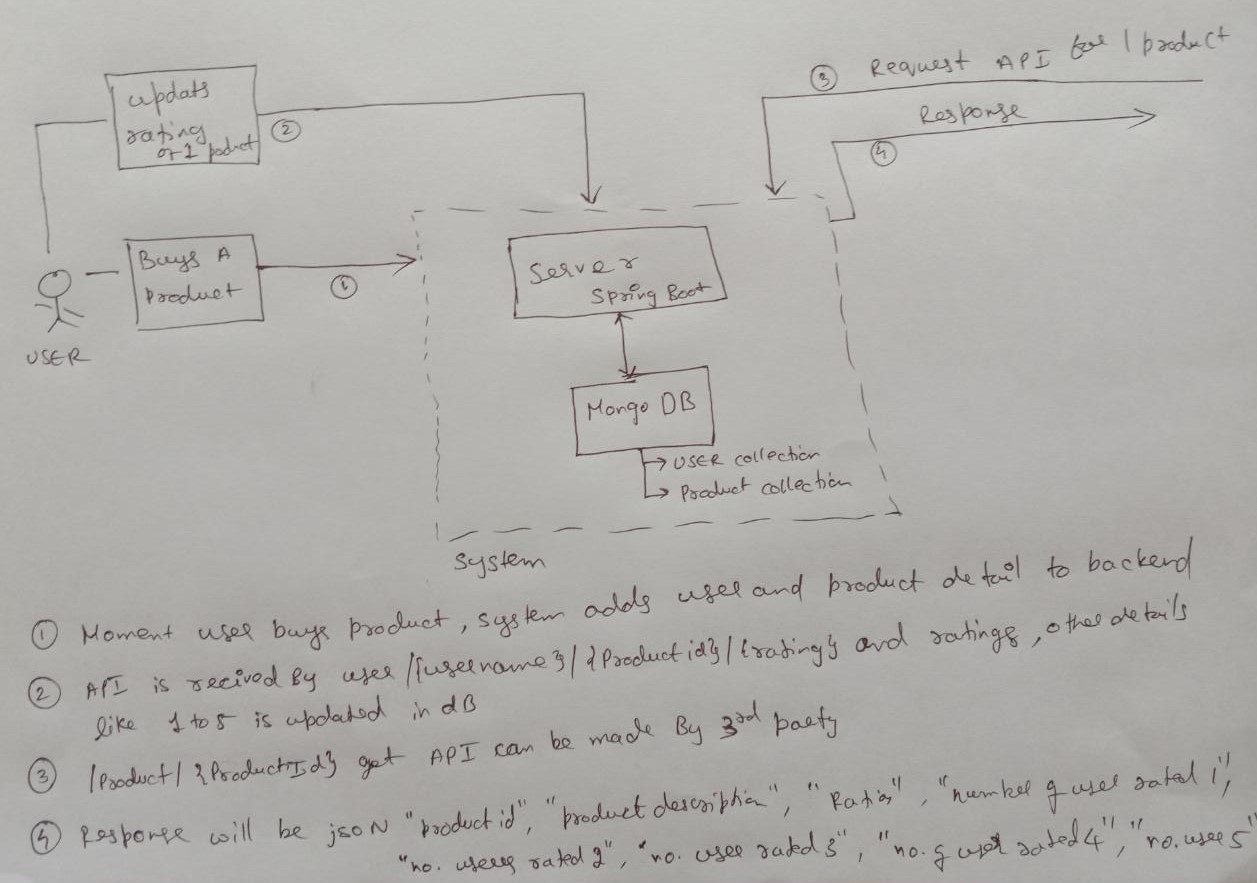 ③ Request API for 1 product
Response
④
updats
rating
of 1 podret
②
Buys A
Product
①
USER
Server
Spring Boot
Mongo DB
→ USER collection
→ Product collection
System
① Moment user buys product, system adds user and product detail to backend
② API is recived By user /{username}/{Product id}/{rating} and ratings, other details
like 1 to 5 is updated in dB
③ /Product/{ProductId} get API can be made By 3rd party
④ Response will be jsoN "product id", "product description", "Ratig", "number of user rated 1",
"no. users rated 2", "no. user rated 3", "no. of user rated 4", "no. user 5"